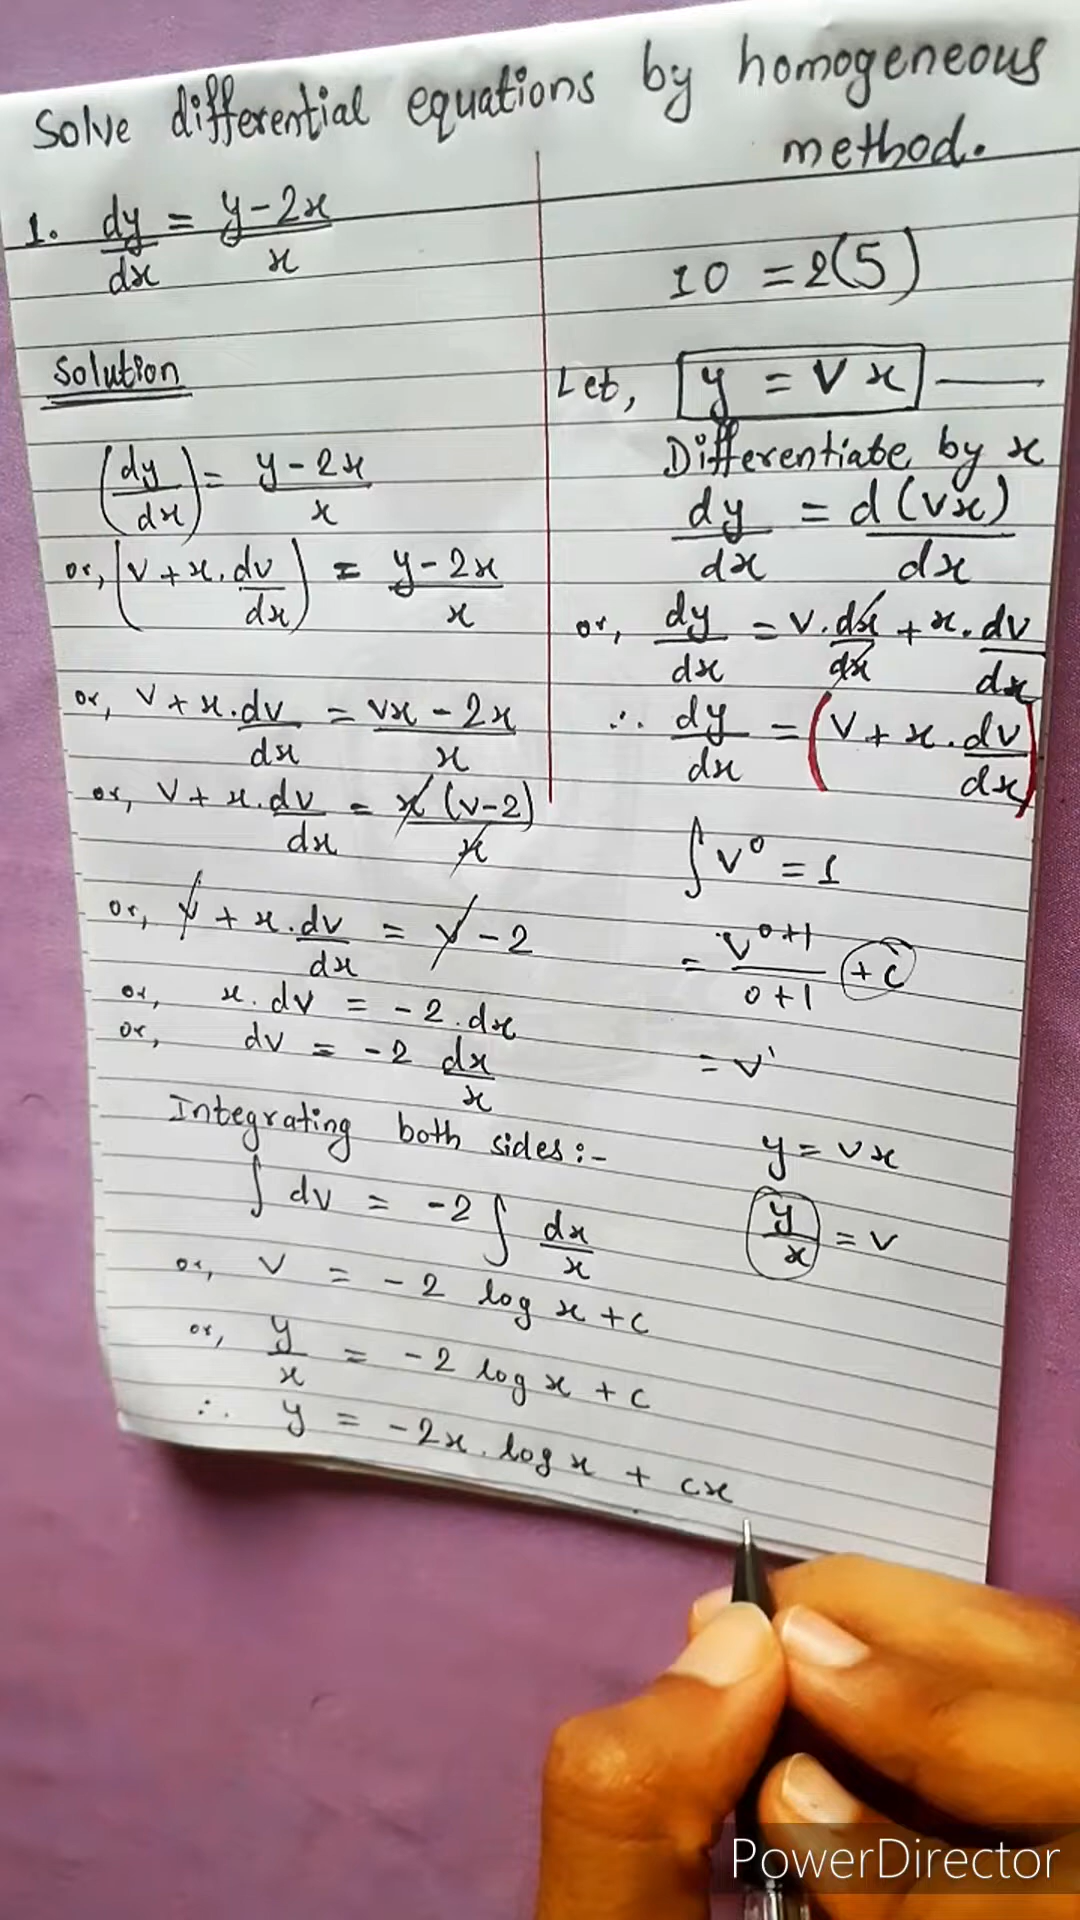 Solve differential equations by homogeneous
method.
1. dy/dx = y-2x/x
Solution
(dy/dx) = y-2x/x
or, (v + x.dv/dx) = y-2x/x
or, v + x.dv/dx = vx-2x/x
or, v + x.dv/dx = x(v-2)/x
or, v + x.dv/dx = v-2
or, x.dv = -2.dx
or, dv = -2 dx/x
Integrating both sides:-
∫ dv = -2 ∫ dx/x
or, v = -2 log x + c
or, y/x = -2 log x + c
∴ y = -2x.log x + cx
10 = 2(5)
Let, y = vx
Differentiate by x
dy/dx = d(vx)/dx
or, dy/dx = v.dx/dx + x.dv/dx
∴ dy/dx = (v + x.dv/dx)
∫ v⁰ = 1
= v⁰⁺¹/0+1 + c
= v¹
y = vx
y/x = v
PowerDirector